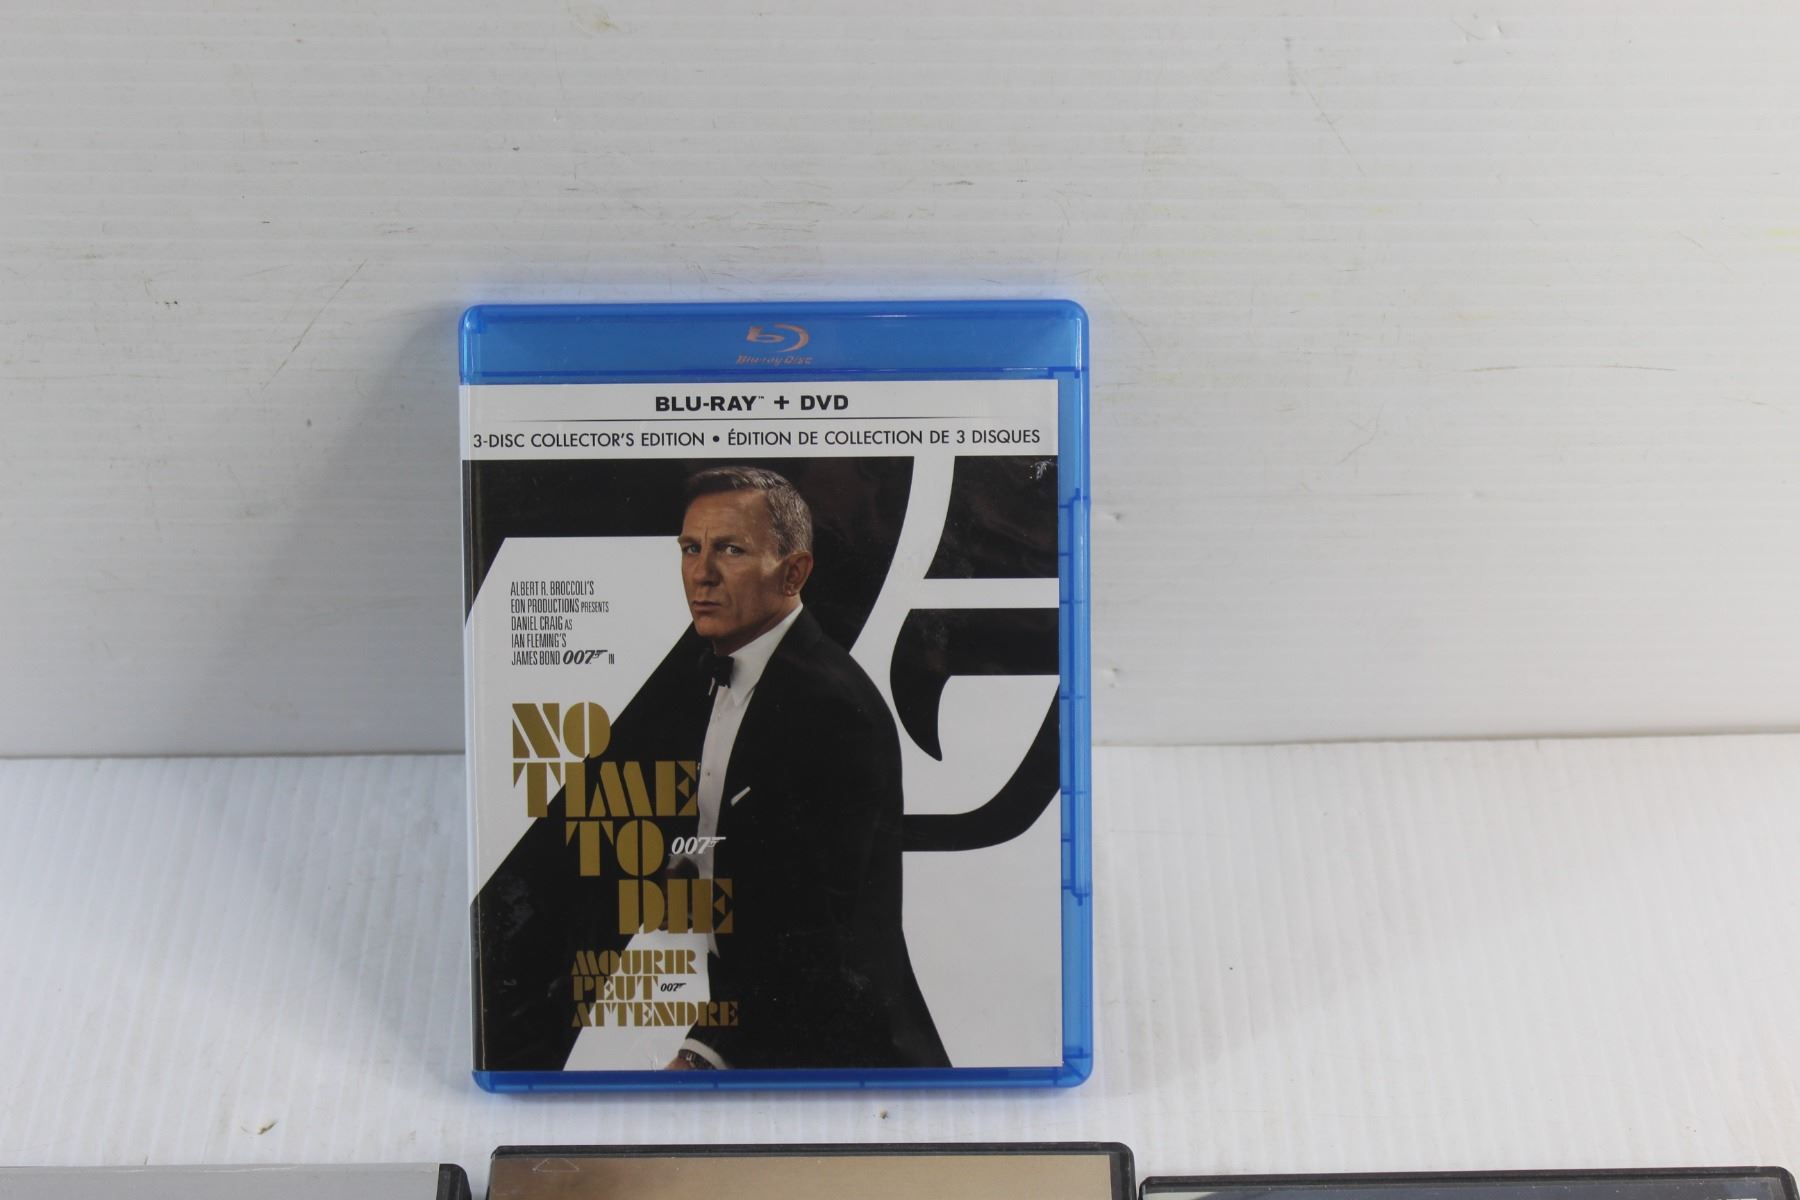 Blu-ray Disc
BLU-RAY™ + DVD
3-DISC COLLECTOR'S EDITION • ÉDITION DE COLLECTION DE 3 DISQUES
ALBERT R. BROCCOLI'S
EON PRODUCTIONS PRESENTS
DANIEL CRAIG AS
IAN FLEMING'S
JAMES BOND 007 IN
NO
TIME
TO 007
DIE
MOURIR
PEUT 007
ATTENDRE